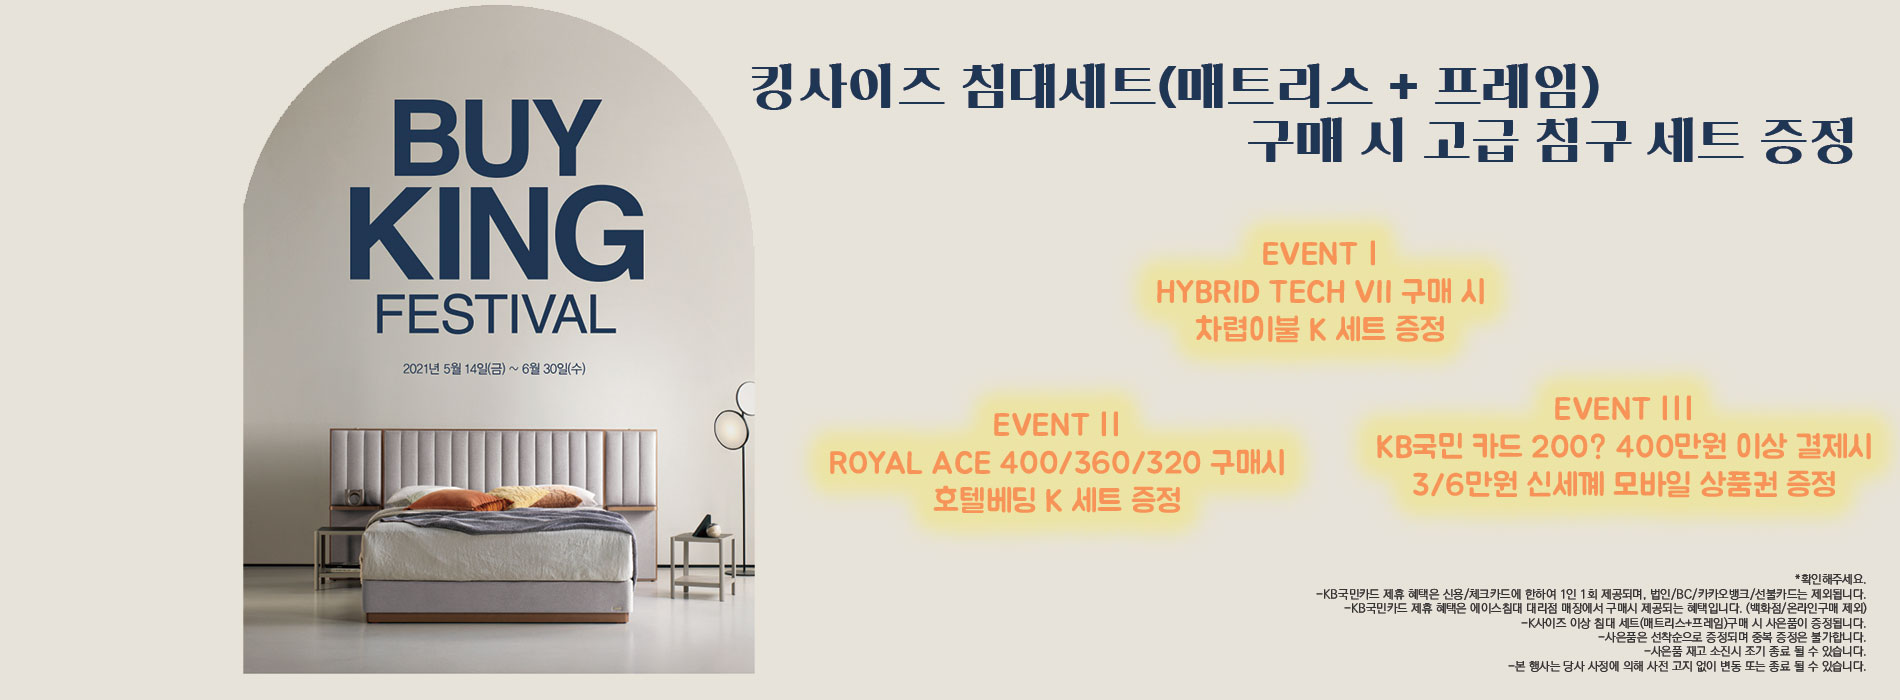 BUY
KING
FESTIVAL
2021년 5월 14일(금) ~ 6월 30일(수)
킹사이즈 침대세트(매트리스 + 프레임)
구매 시 고급 침구 세트 증정
EVENT I
HYBRID TECH VII 구매 시
차렵이불 K 세트 증정
EVENT II
ROYAL ACE 400/360/320 구매시
호텔베딩 K 세트 증정
EVENT III
KB국민 카드 200? 400만원 이상 결제시
3/6만원 신세계 모바일 상품권 증정
*확인해주세요.
-KB국민카드 제휴 혜택은 신용/체크카드에 한하여 1인 1회 제공되며, 법인/BC/카카오뱅크/선불카드는 제외됩니다.
-KB국민카드 제휴 혜택은 에이스침대 대리점 매장에서 구매시 제공되는 혜택입니다. (백화점/온라인구매 제외)
-K사이즈 이상 침대 세트(매트리스+프레임)구매 시 사은품이 증정됩니다.
-사은품은 선착순으로 증정되며 중복 증정은 불가합니다.
-사은품 재고 소진시 조기 종료 될 수 있습니다.
-본 행사는 당사 사정에 의해 사전 고지 없이 변동 또는 종료 될 수 있습니다.